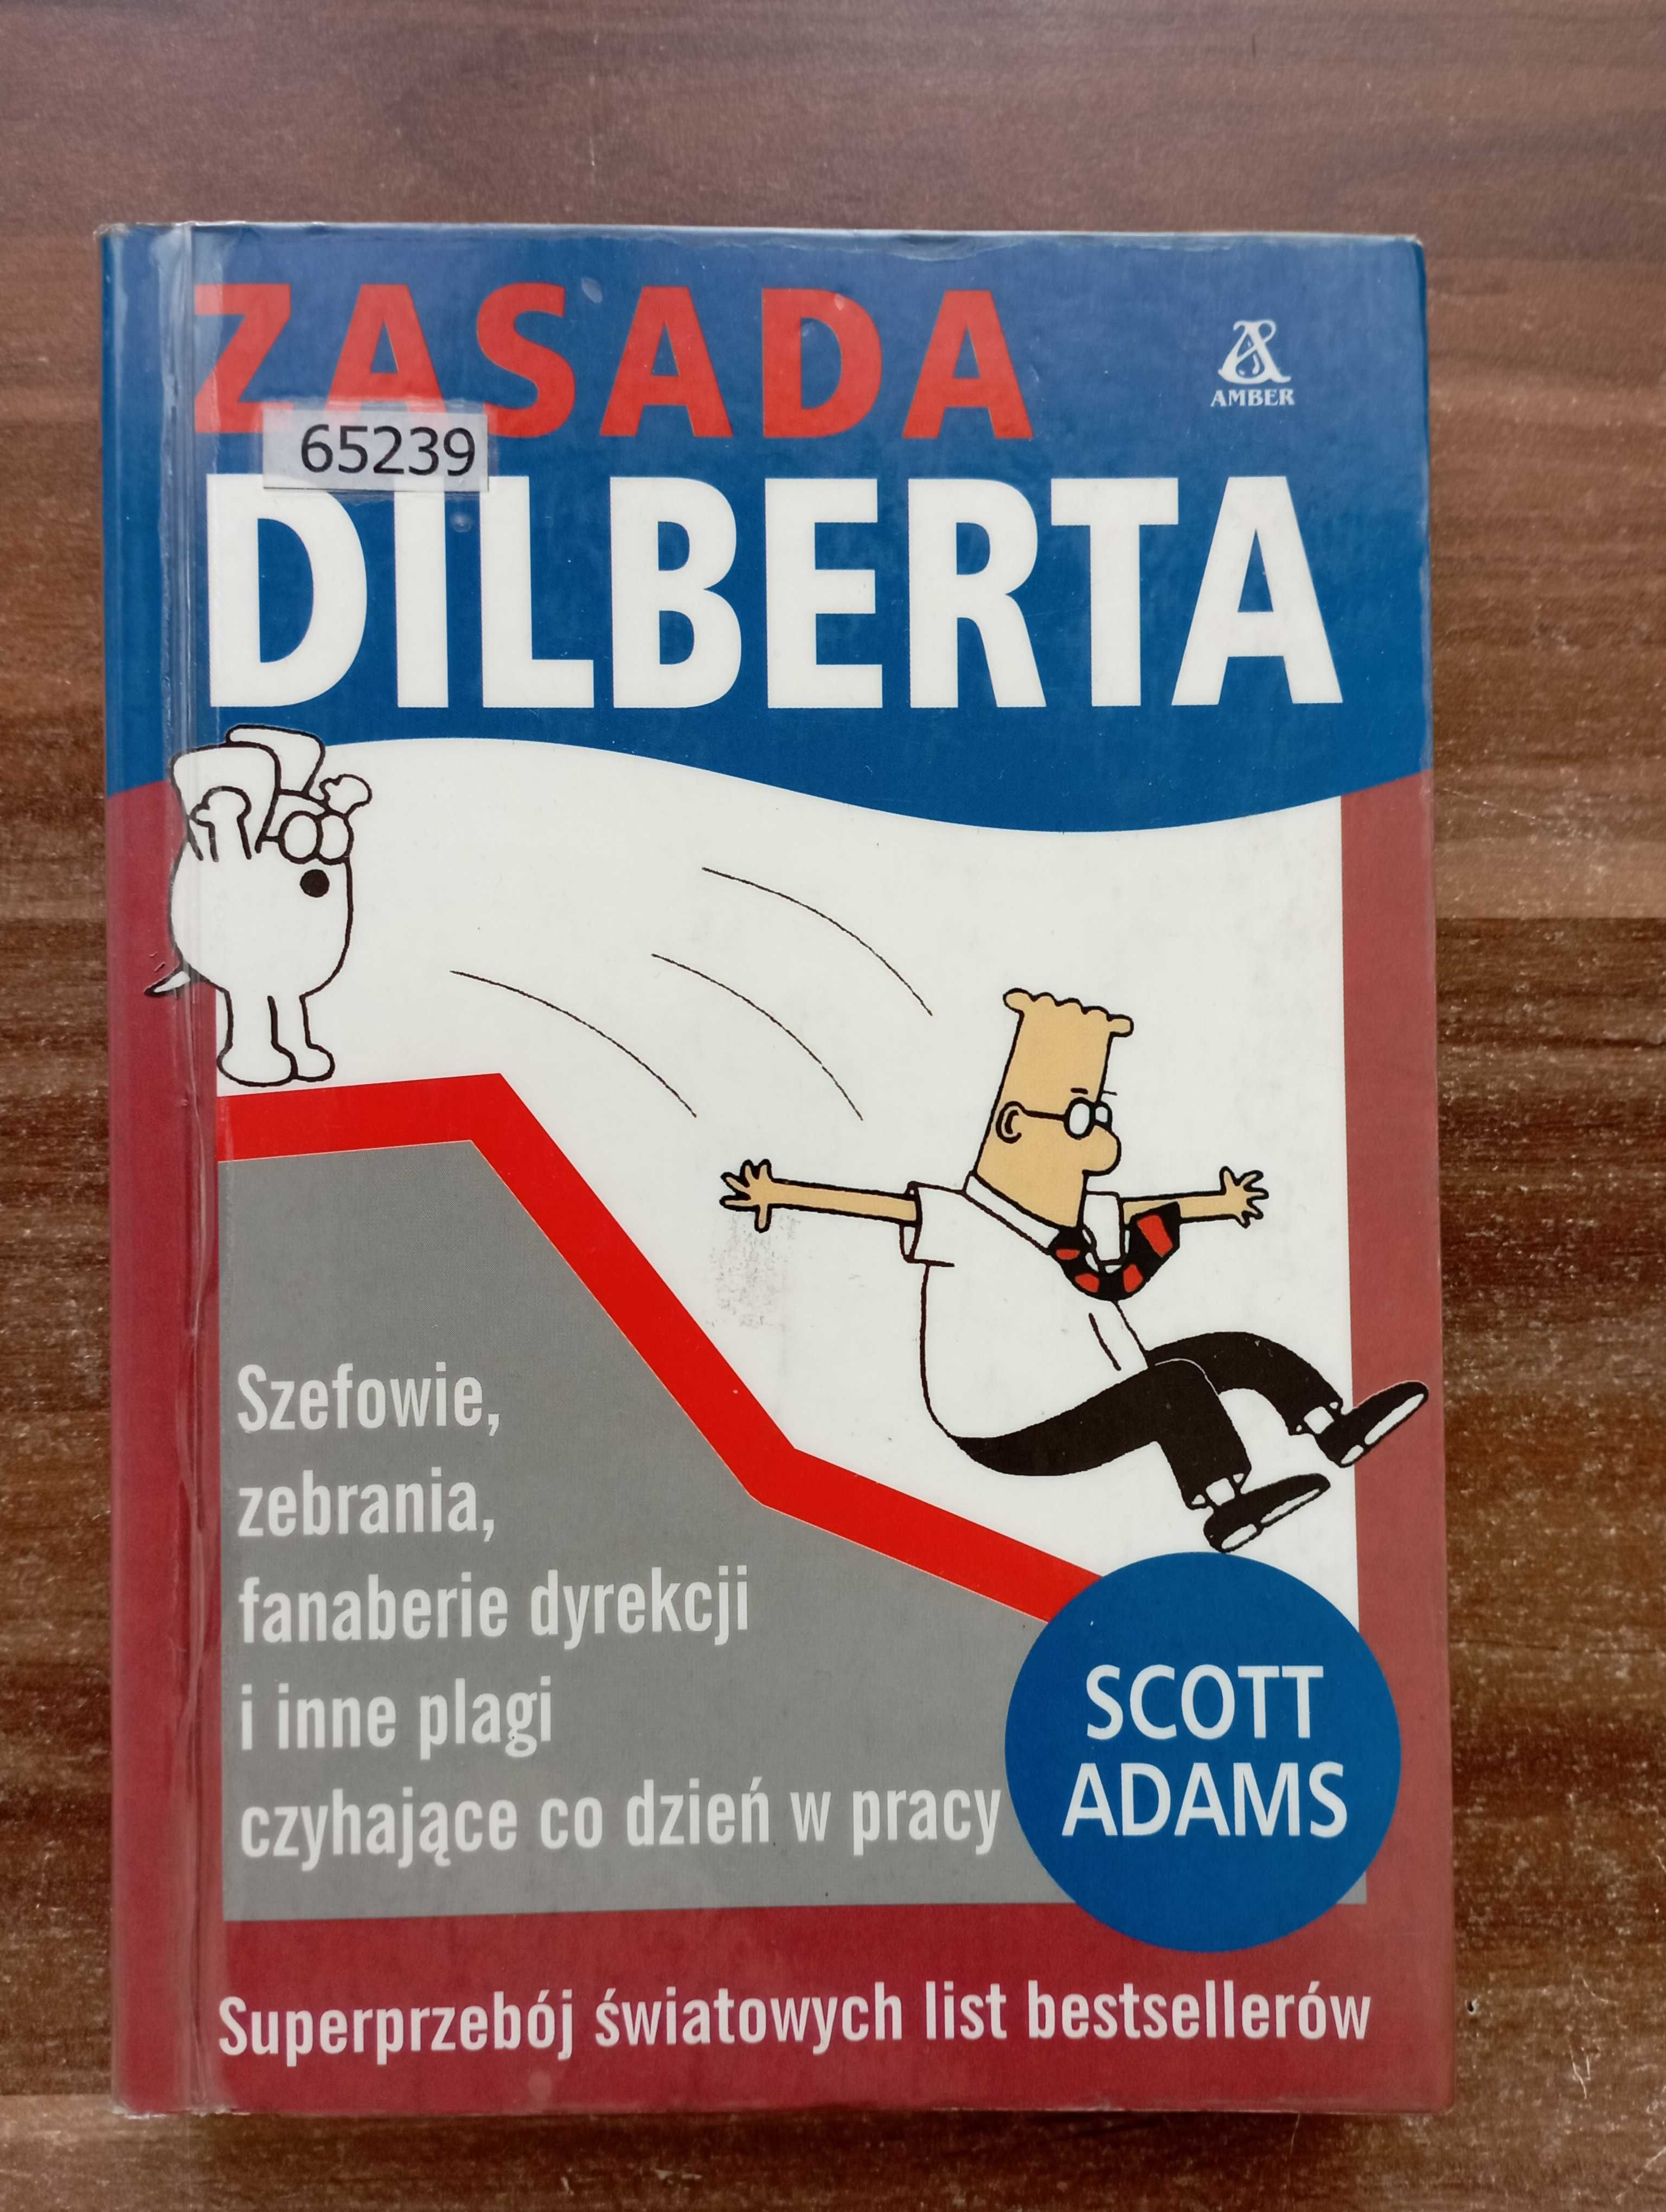 ZASADA
AMBER
65239
DILBERTA
Szefowie,
zebrania,
fanaberie dyrekcji
i inne plagi
czyhające co dzień w pracy
SCOTT
ADAMS
Superprzebój światowych list bestsellerów